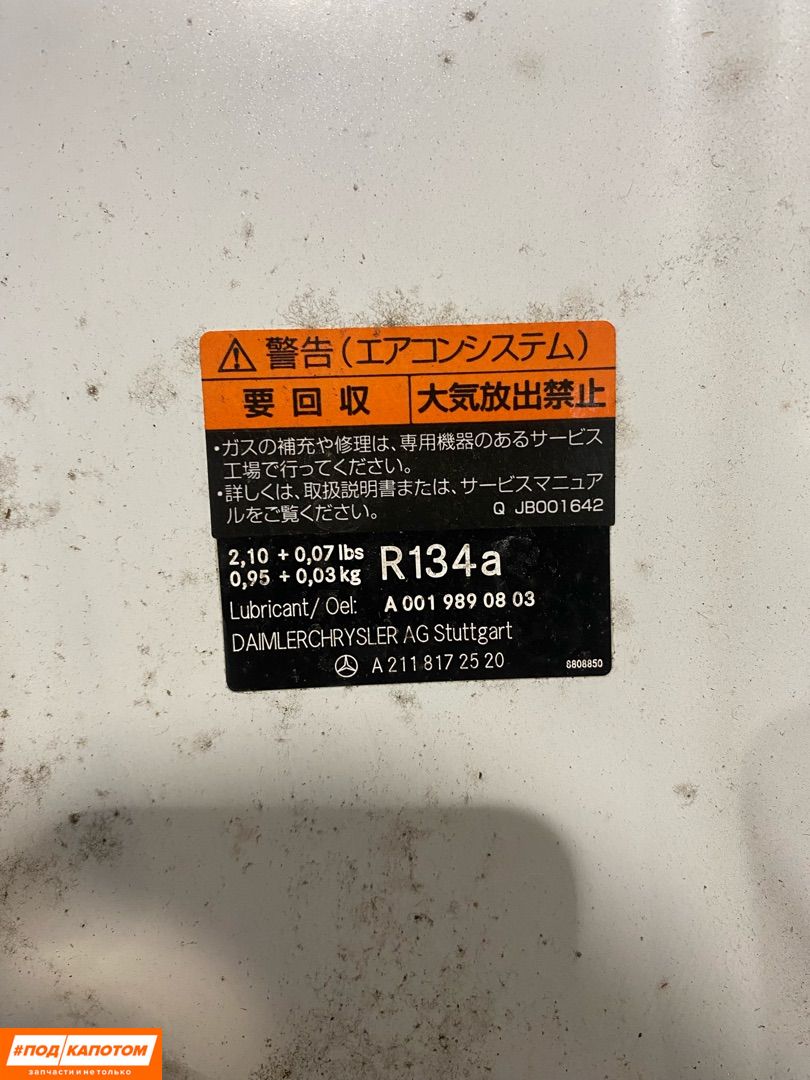 警告(エアコンシステム)
要回収 大気放出禁止
・ガスの補充や修理は、専用機器のあるサービス
工場で行ってください。
・詳しくは、取扱説明書または、サービスマニュア
ルをご覧ください。 Q JB001642
2,10 + 0,07 lbs
0,95 + 0,03 kg R134a
Lubricant/ Oel: A 001 989 08 03
DAIMLERCHRYSLER AG Stuttgart
A 211 817 25 20 8808850
#ПОД КАПОТОМ
запчасти и не только